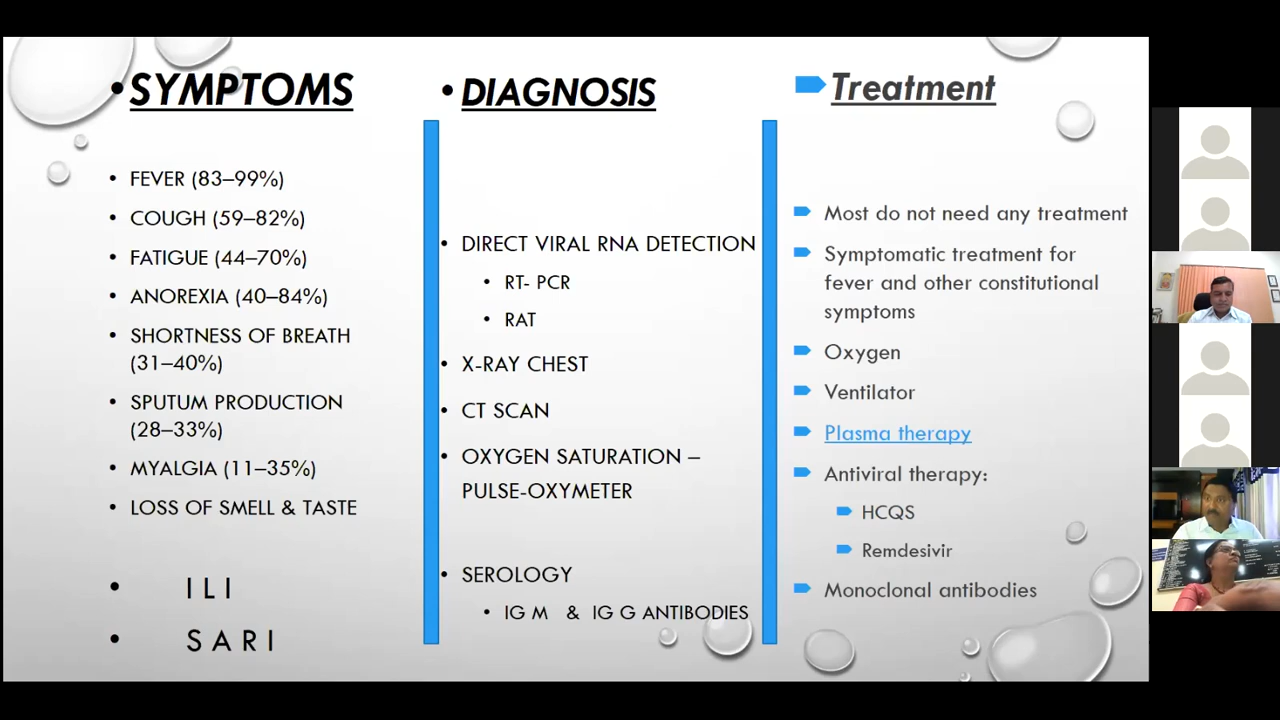 •SYMPTOMS
• FEVER (83–99%)
• COUGH (59–82%)
• FATIGUE (44–70%)
• ANOREXIA (40–84%)
• SHORTNESS OF BREATH
(31–40%)
• SPUTUM PRODUCTION
(28–33%)
• MYALGIA (11–35%)
• LOSS OF SMELL & TASTE
• I L I
• S A R I
• DIAGNOSIS
• DIRECT VIRAL RNA DETECTION
• RT- PCR
• RAT
• X-RAY CHEST
• CT SCAN
• OXYGEN SATURATION –
PULSE-OXYMETER
• SEROLOGY
• IG M & IG G ANTIBODIES
Treatment
Most do not need any treatment
Symptomatic treatment for
fever and other constitutional
symptoms
Oxygen
Ventilator
Plasma therapy
Antiviral therapy:
HCQS
Remdesivir
Monoclonal antibodies